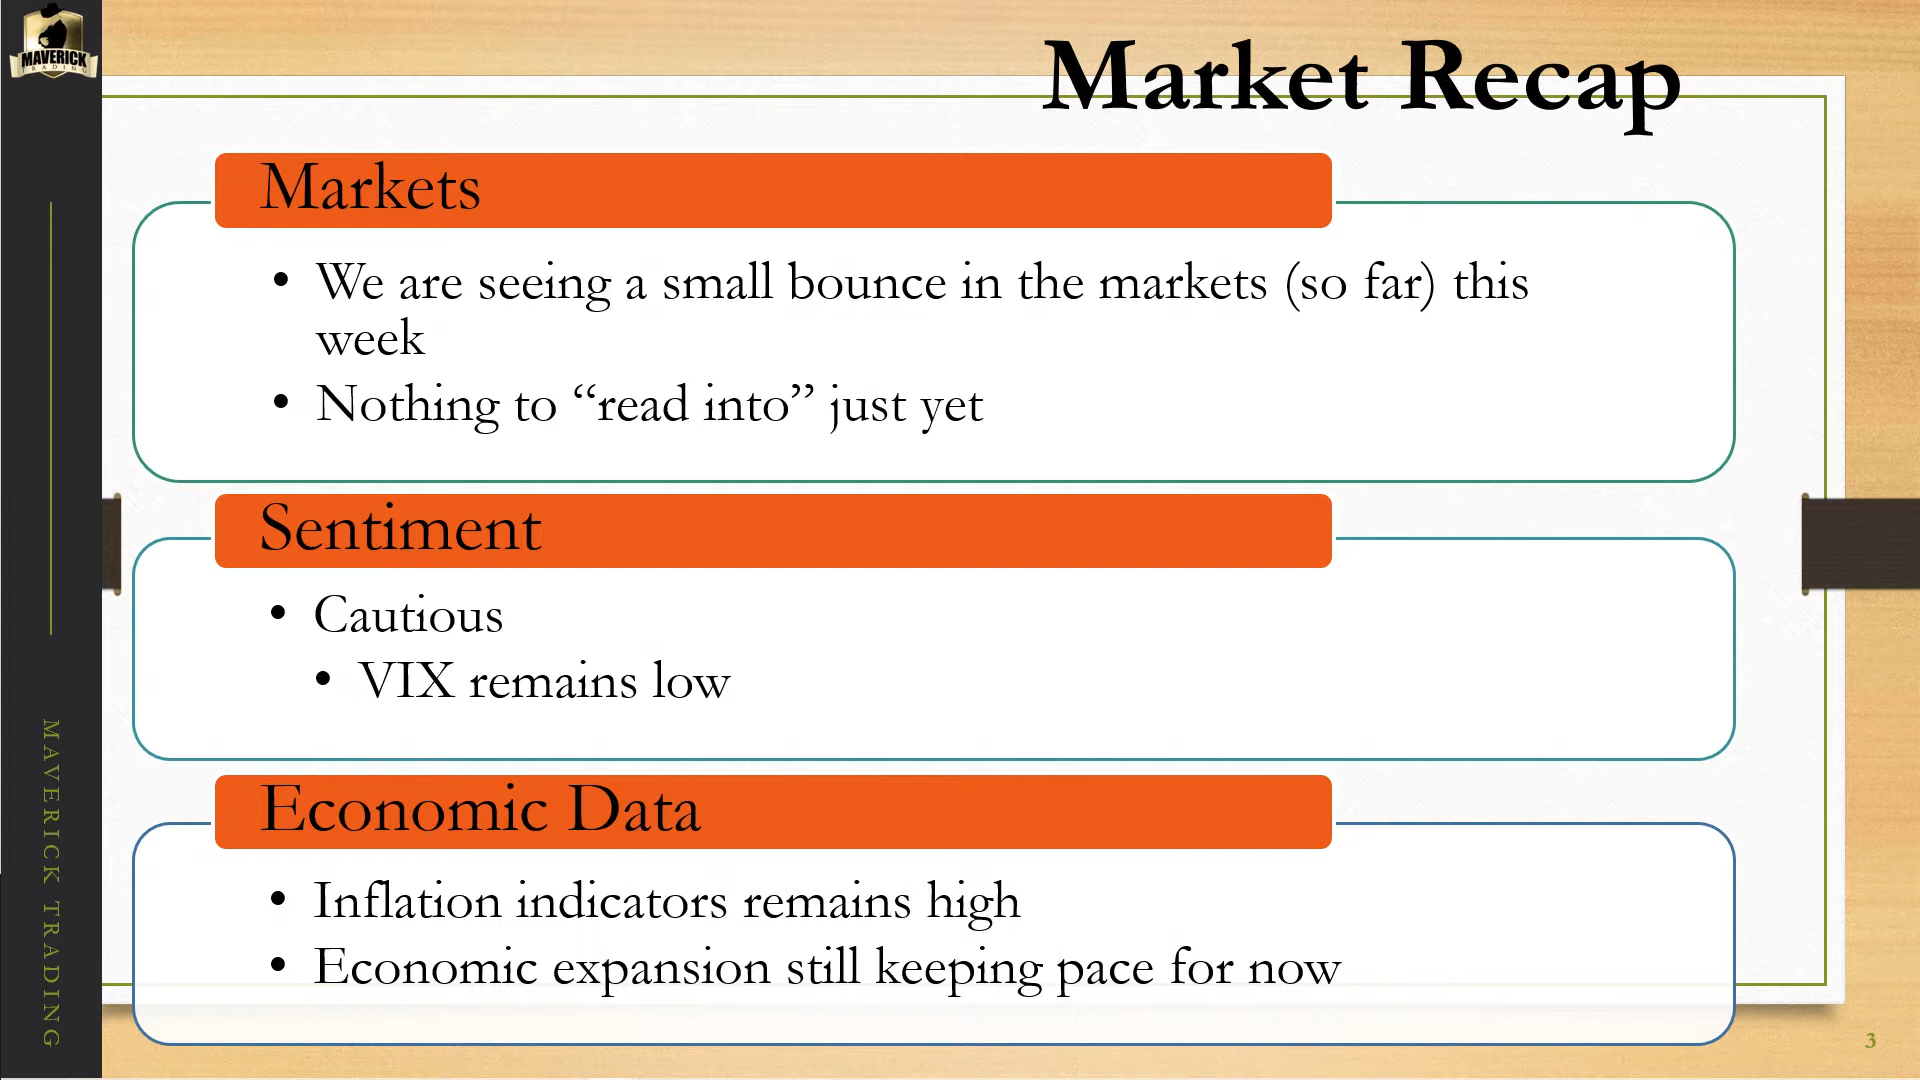 MAVERICK
TRADING
Market Recap
Markets
• We are seeing a small bounce in the markets (so far) this
week
• Nothing to “read into” just yet
Sentiment
• Cautious
• VIX remains low
Economic Data
• Inflation indicators remains high
• Economic expansion still keeping pace for now
MAVERICK TRADING
3